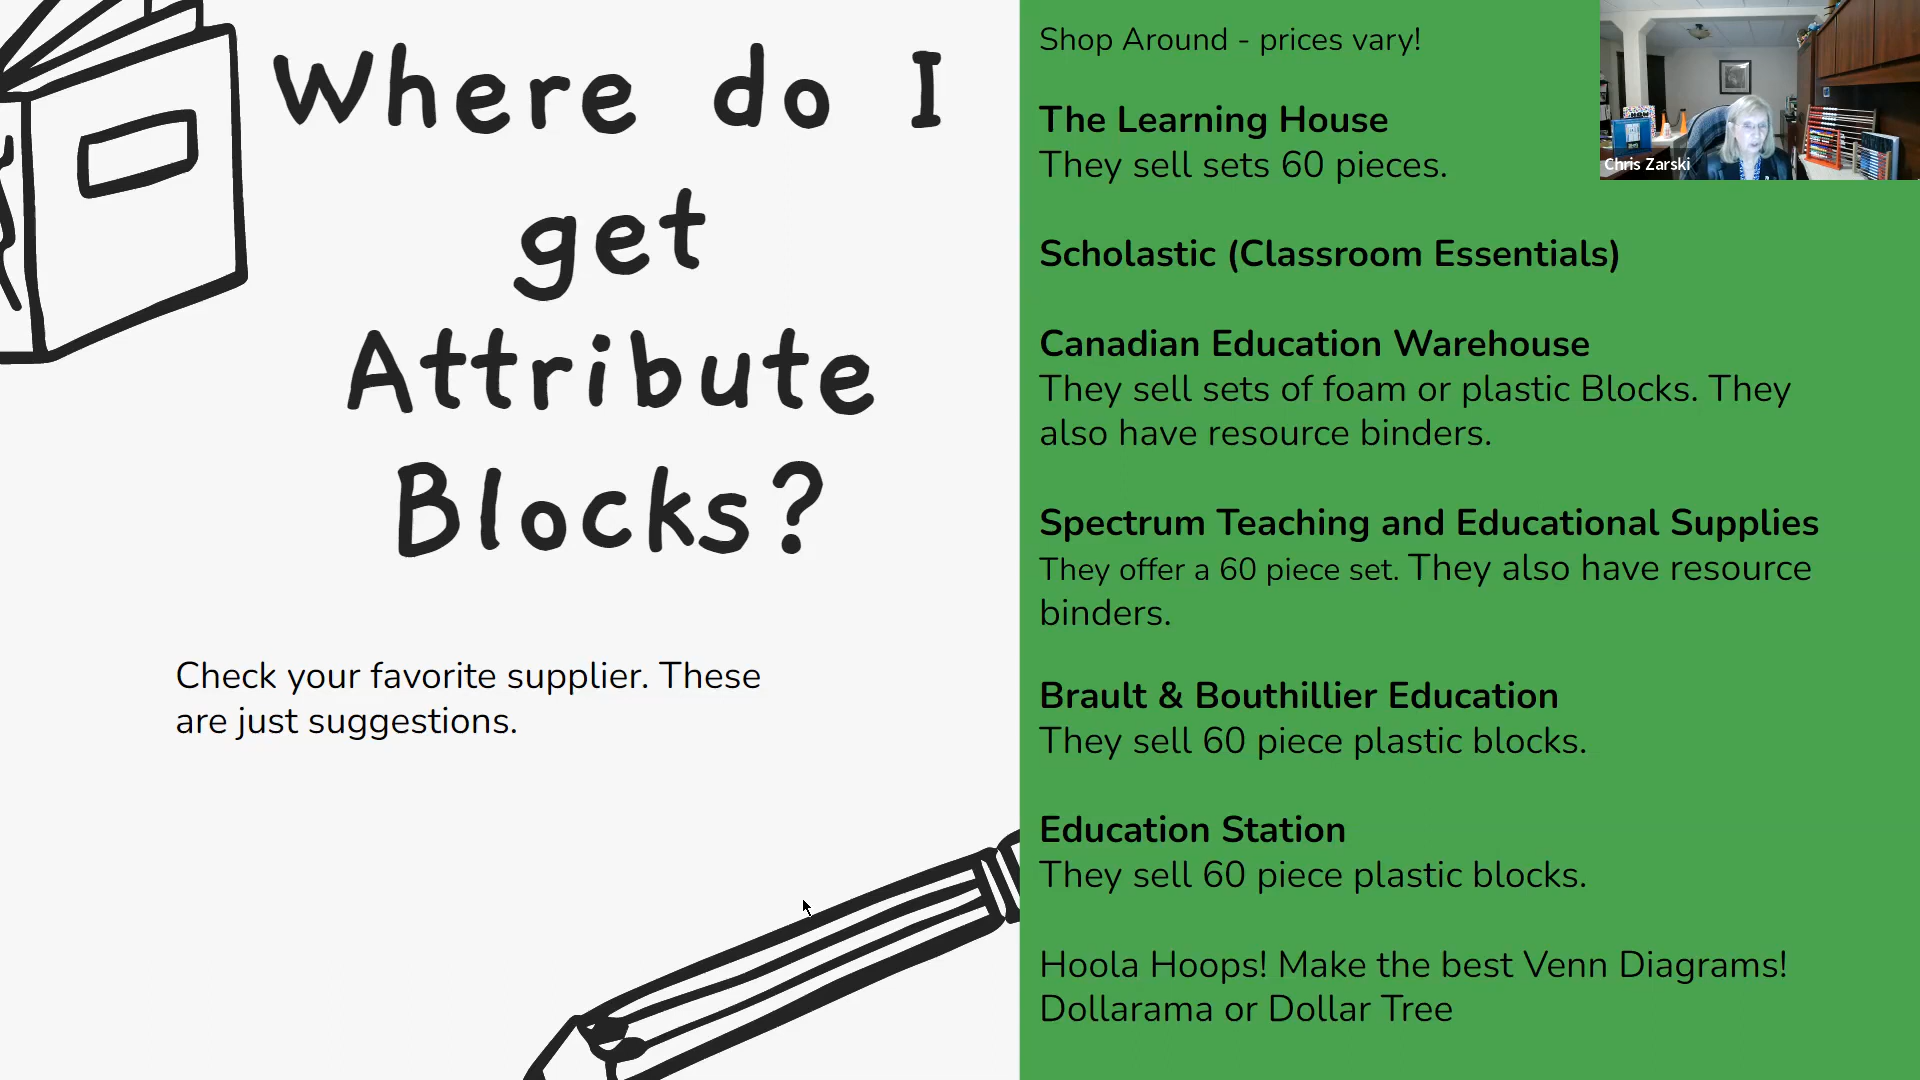 Where do I
get
Attribute
Blocks?
Check your favorite supplier. These
are just suggestions.
Shop Around - prices vary!
The Learning House
They sell sets 60 pieces.
Scholastic (Classroom Essentials)
Canadian Education Warehouse
They sell sets of foam or plastic Blocks. They
also have resource binders.
Spectrum Teaching and Educational Supplies
They offer a 60 piece set. They also have resource
binders.
Brault & Bouthillier Education
They sell 60 piece plastic blocks.
Education Station
They sell 60 piece plastic blocks.
Hoola Hoops! Make the best Venn Diagrams!
Dollarama or Dollar Tree
Chris Zarski